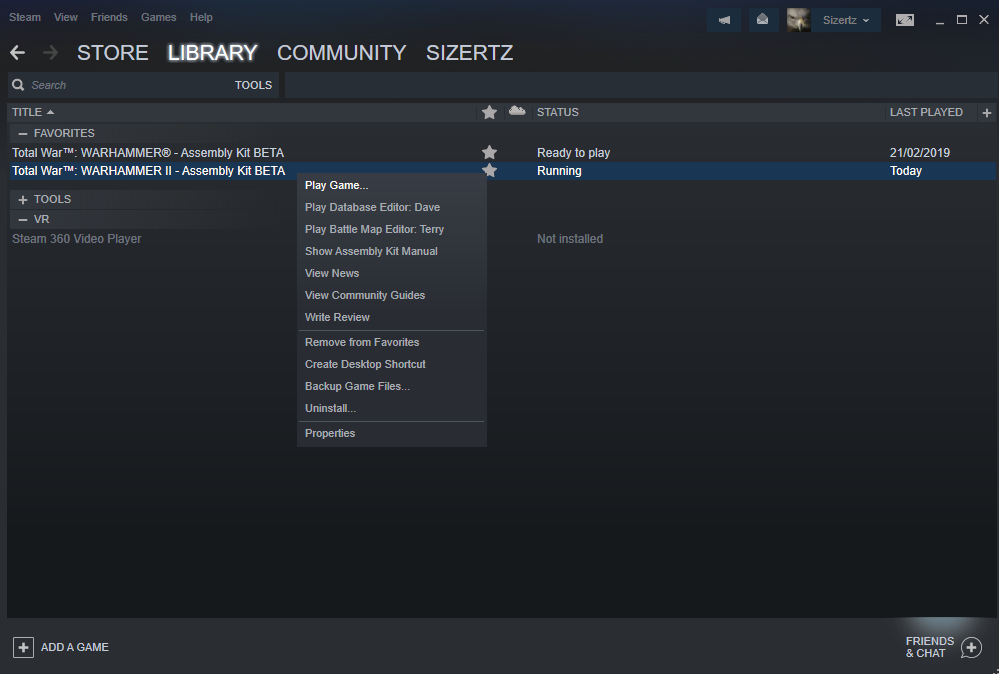 Steam View Friends Games Help
Sizertz
STORE LIBRARY COMMUNITY SIZERTZ
Search TOOLS
TITLE STATUS LAST PLAYED +
— FAVORITES
Total War™: WARHAMMER® - Assembly Kit BETA Ready to play 21/02/2019
Total War™: WARHAMMER II - Assembly Kit BETA Running Today
Play Game...
+ TOOLS
Play Database Editor: Dave
— VR
Play Battle Map Editor: Terry
Steam 360 Video Player Not installed
Show Assembly Kit Manual
View News
View Community Guides
Write Review
Remove from Favorites
Create Desktop Shortcut
Backup Game Files...
Uninstall...
Properties
+ ADD A GAME
FRIENDS
& CHAT +